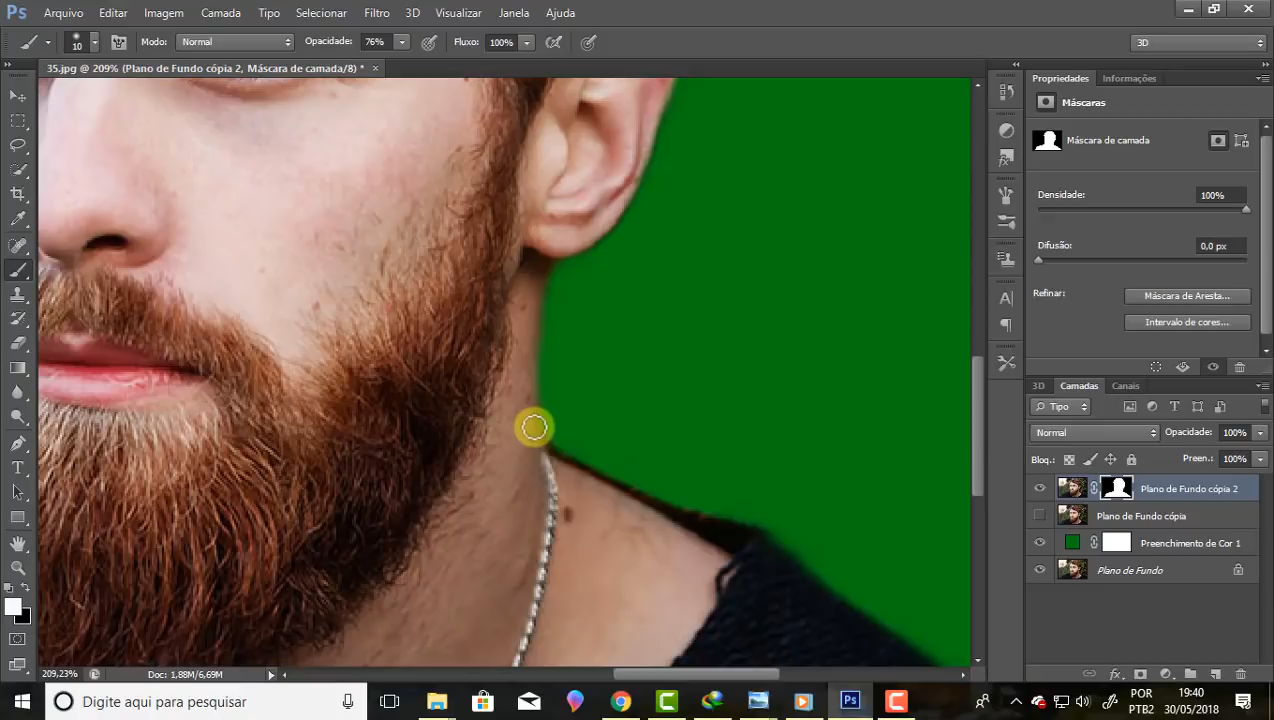 Ps Arquivo Editar Imagem Camada Tipo Selecionar Filtro 3D Visualizar Janela Ajuda
10 Modo: Normal Opacidade: 76% Fluxo: 100% 3D
35.jpg @ 209% (Plano de Fundo cópia 2, Máscara de camada/8) * ×
Propriedades Informações
Máscaras
Máscara de camada
Densidade: 100%
Difusão: 0,0 px
Refinar: Máscara de Aresta...
Intervalo de cores...
3D Camadas Canais
Tipo
Normal Opacidade: 100%
Bloq.: Preen.: 100%
Plano de Fundo cópia 2
Plano de Fundo cópia
Preenchimento de Cor 1
Plano de Fundo
209,23% Doc: 1,88M/6,69M
Digite aqui para pesquisar
POR
PTB2
19:40
30/05/2018